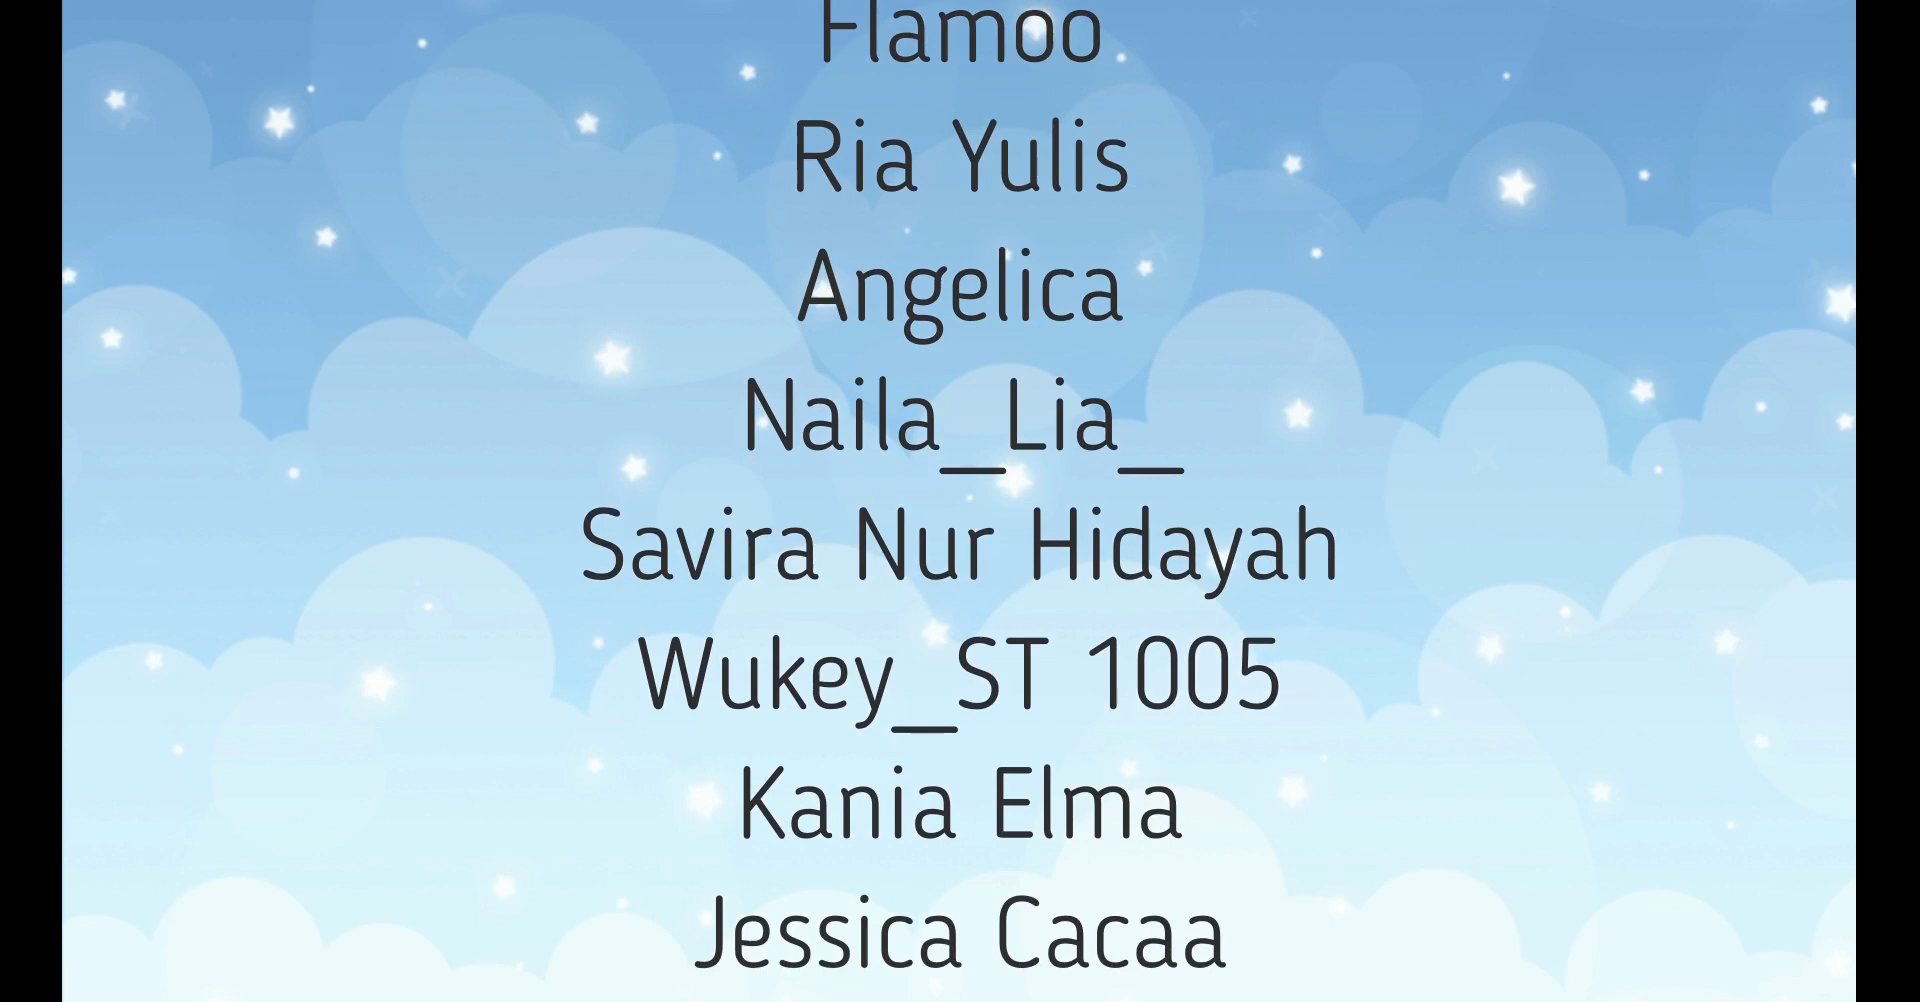 Flamoo
Ria Yulis
Angelica
Naila_Lia_
Savira Nur Hidayah
Wukey_ST 1005
Kania Elma
Jessica Cacaa